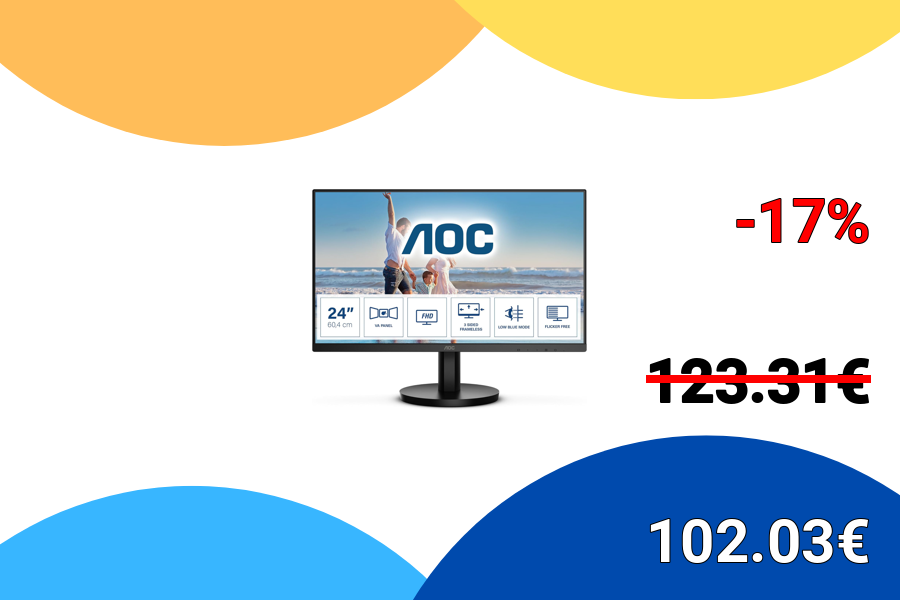 -17%
AOC
24"
60,4 cm
VA PANEL
FHD
3 SIDED
FRAMELESS
LOW BLUE MODE
FLICKER FREE
AOC
123.31€
102.03€